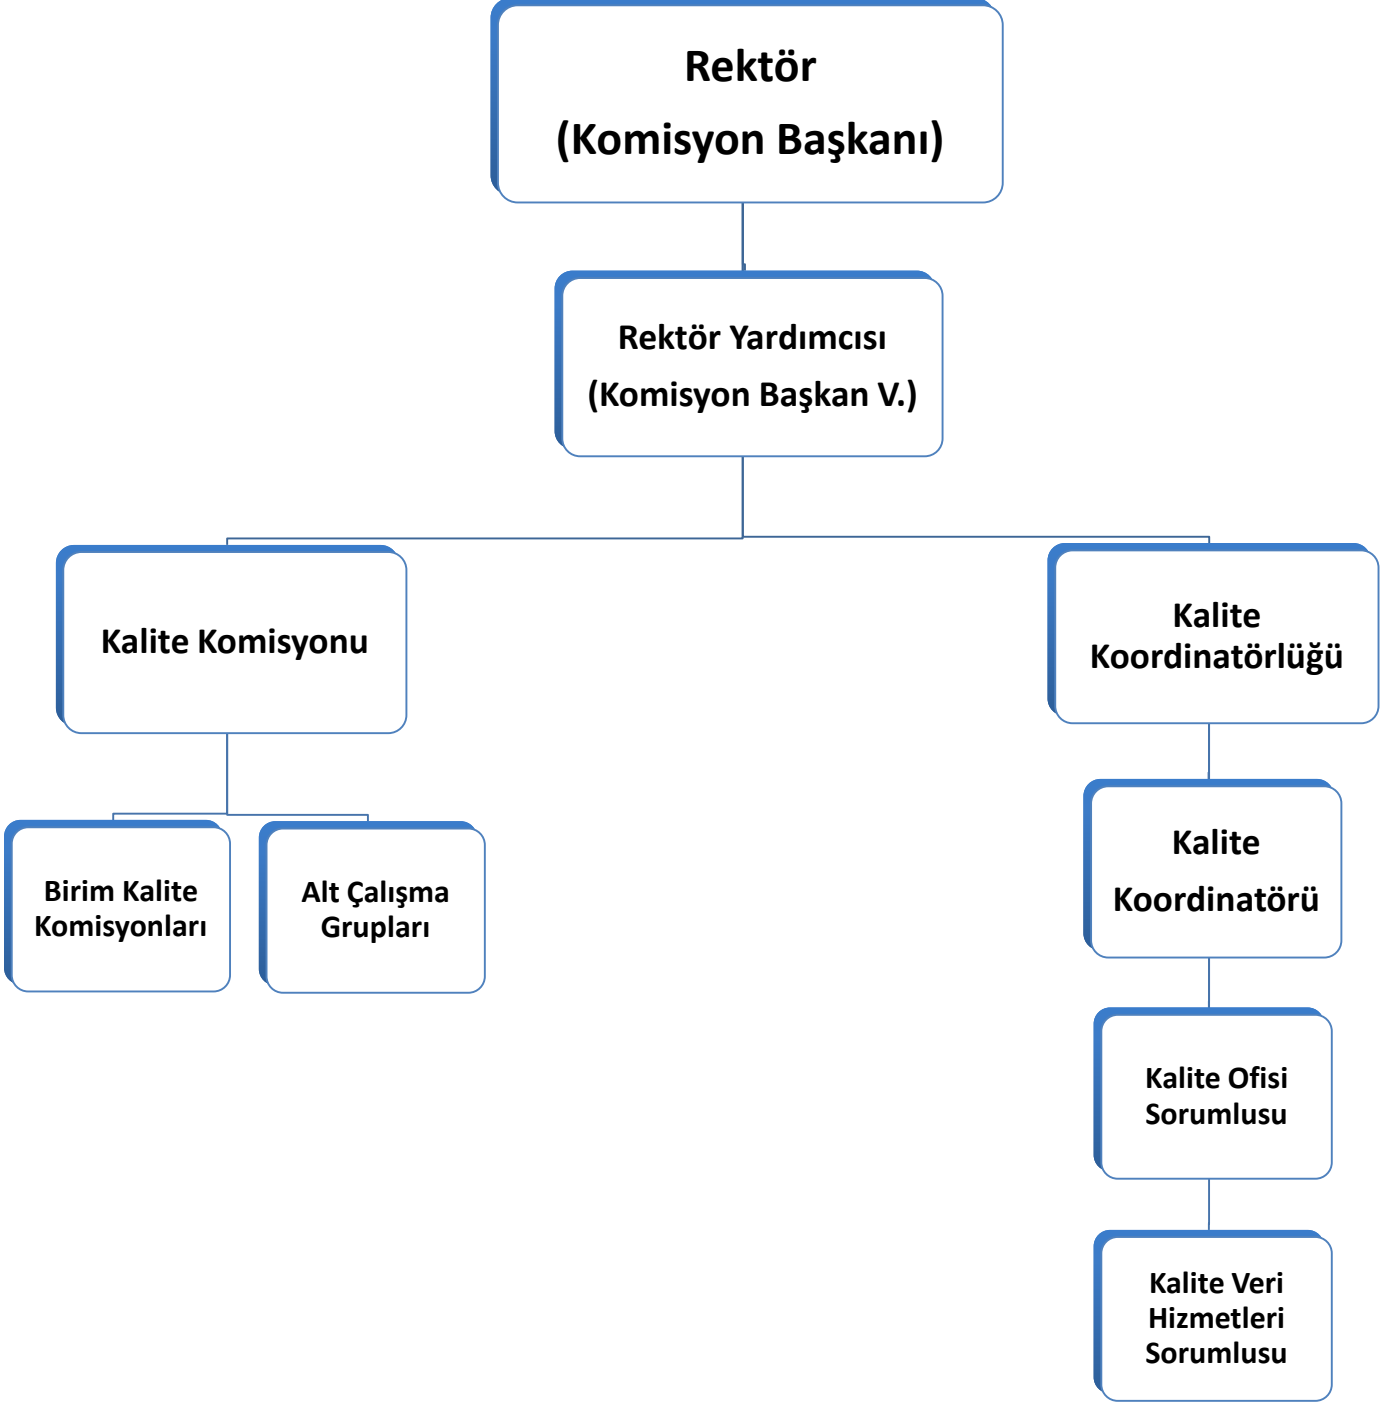 Rektör
(Komisyon Başkanı)
Rektör Yardımcısı
(Komisyon Başkan V.)
Kalite Komisyonu
Kalite
Koordinatörlüğü
Birim Kalite
Komisyonları
Alt Çalışma
Grupları
Kalite
Koordinatörü
Kalite Ofisi
Sorumlusu
Kalite Veri
Hizmetleri
Sorumlusu